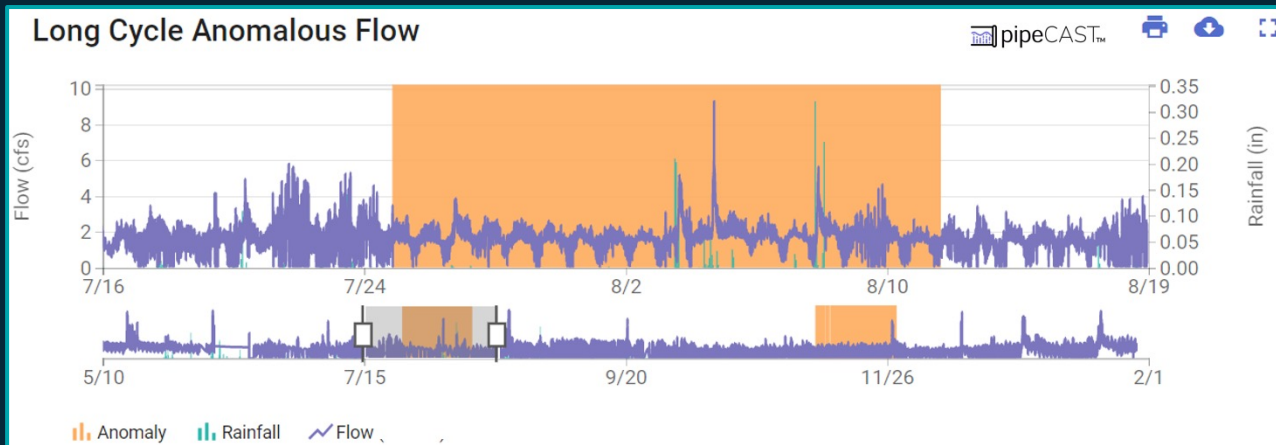 Long Cycle Anomalous Flow
pipeCAST™
Flow (cfs)
10
8
6
4
2
0
Rainfall (in)
0.35
0.30
0.25
0.20
0.15
0.10
0.05
0.00
7/16 7/24 8/2 8/10 8/19
5/10 7/15 9/20 11/26 2/1
Anomaly Rainfall Flow